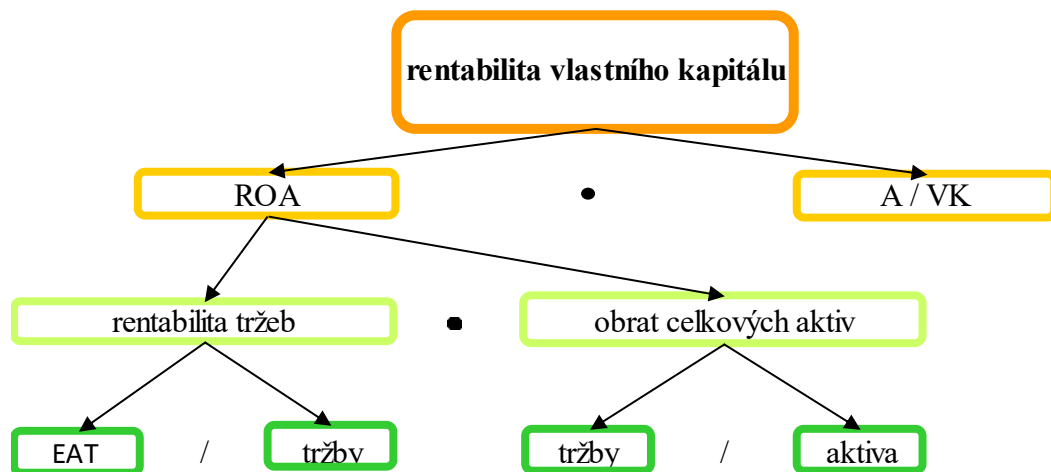 rentabilita vlastního kapitálu
ROA • A / VK
rentabilita tržeb • obrat celkových aktiv
EAT / tržby tržby / aktiva